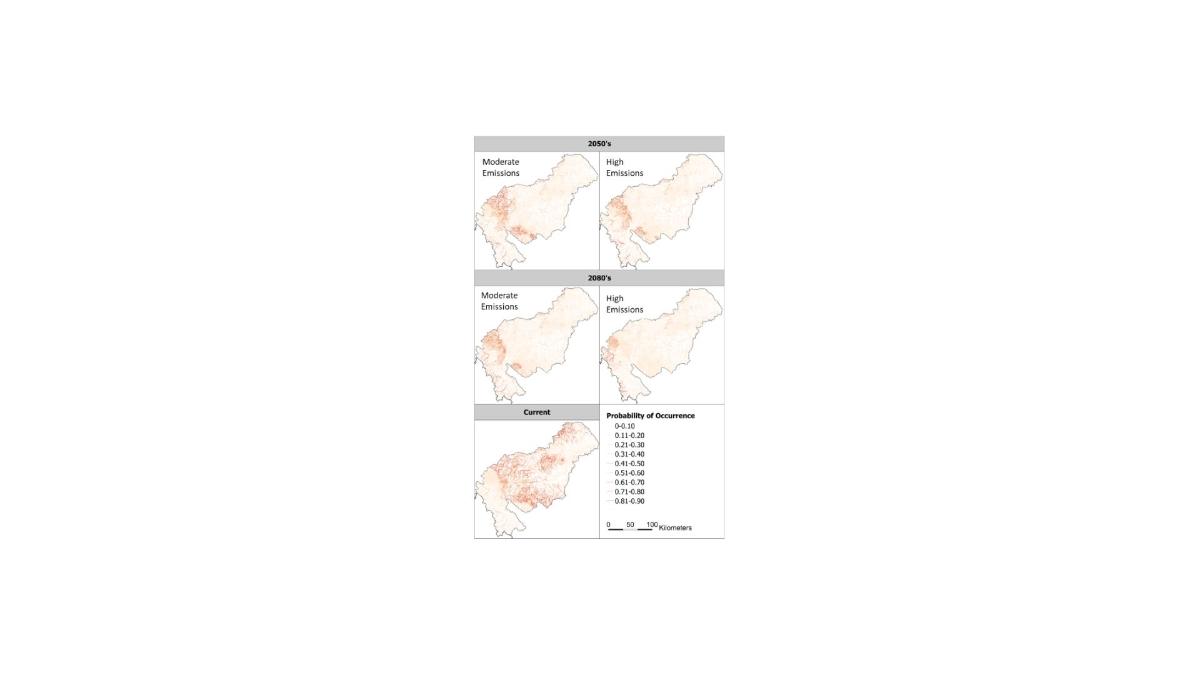 2050's
Moderate
Emissions
High
Emissions
2080's
Moderate
Emissions
High
Emissions
Current
Probability of Occurrence
0-0.10
0.11-0.20
0.21-0.30
0.31-0.40
0.41-0.50
0.51-0.60
0.61-0.70
0.71-0.80
0.81-0.90
0 50 100 Kilometers